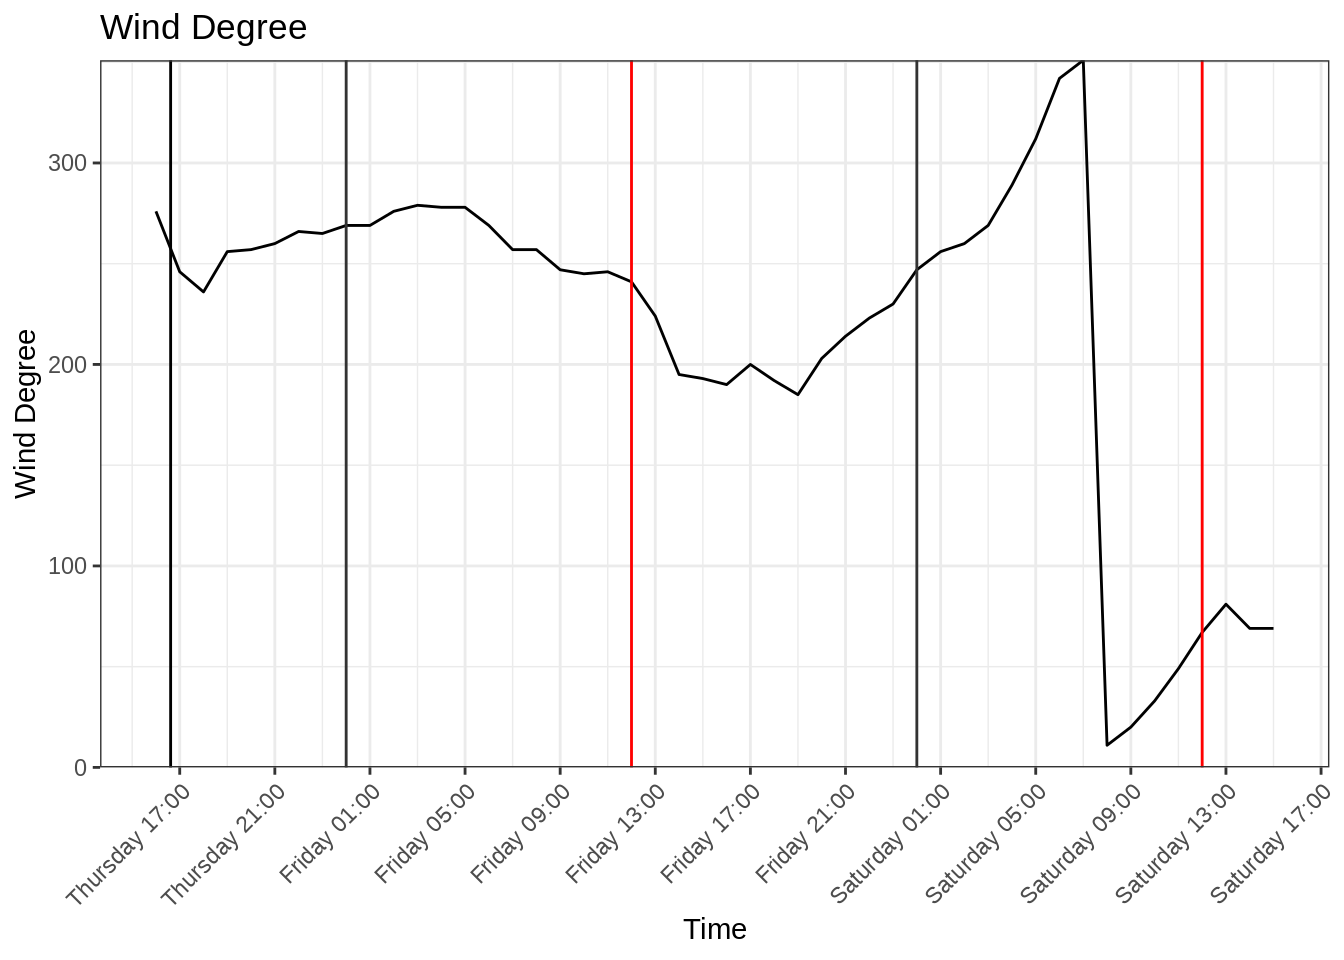 Wind Degree
Wind Degree
300
200
100
0
Thursday 17:00
Thursday 21:00
Friday 01:00
Friday 05:00
Friday 09:00
Friday 13:00
Friday 17:00
Friday 21:00
Saturday 01:00
Saturday 05:00
Saturday 09:00
Saturday 13:00
Saturday 17:00
Time